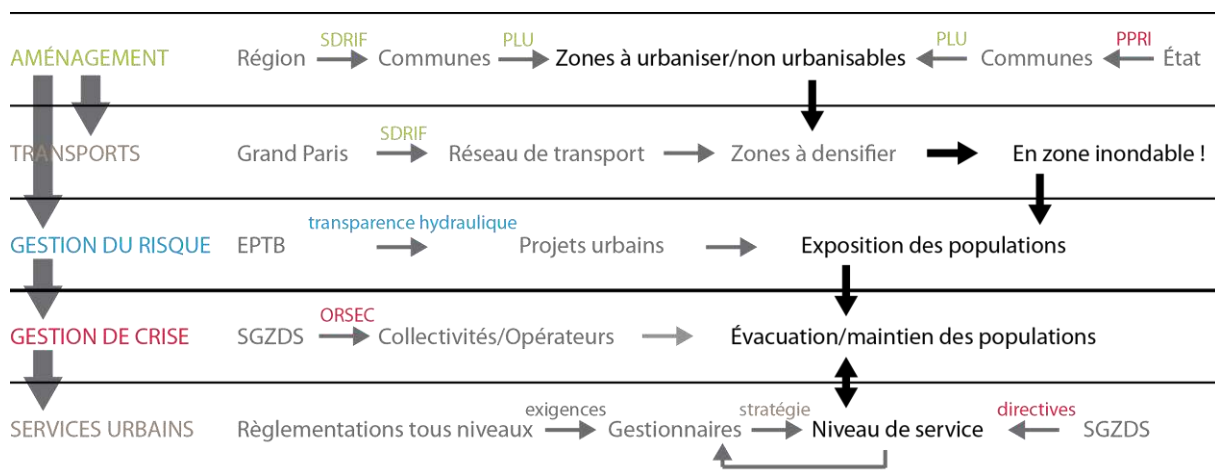 SDRIF PLU PLU PPRI
AMÉNAGEMENT Région Communes Zones à urbaniser/non urbanisables Communes État
SDRIF
TRANSPORTS Grand Paris Réseau de transport Zones à densifier En zone inondable !
transparence hydraulique
GESTION DU RISQUE EPTB Projets urbains Exposition des populations
ORSEC
GESTION DE CRISE SGZDS Collectivités/Opérateurs Évacuation/maintien des populations
exigences stratégie directives
SERVICES URBAINS Règlementations tous niveaux Gestionnaires Niveau de service SGZDS